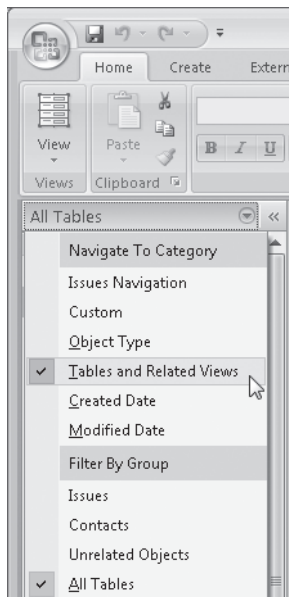 Home Create Extern
View
Paste
B I U
Views Clipboard
All Tables
Navigate To Category
Issues Navigation
Custom
Object Type
Tables and Related Views
Created Date
Modified Date
Filter By Group
Issues
Contacts
Unrelated Objects
All Tables